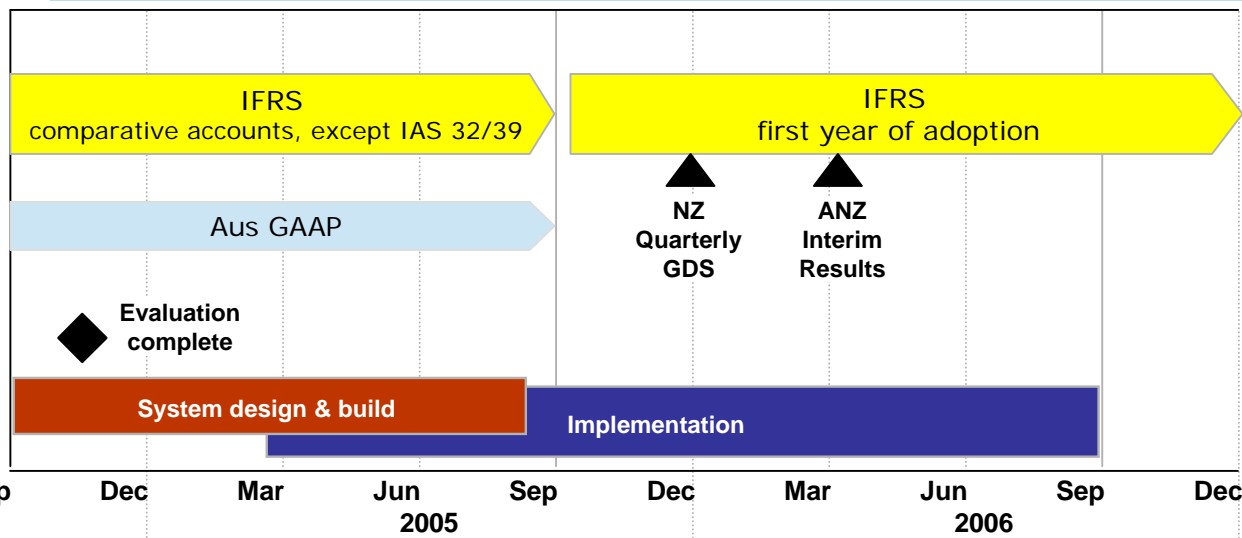 IFRS
comparative accounts, except IAS 32/39
IFRS
first year of adoption
Aus GAAP
NZ
Quarterly
GDS
ANZ
Interim
Results
Evaluation
complete
System design & build
Implementation
p Dec Mar Jun Sep Dec Mar Jun Sep Dec
2005 2006